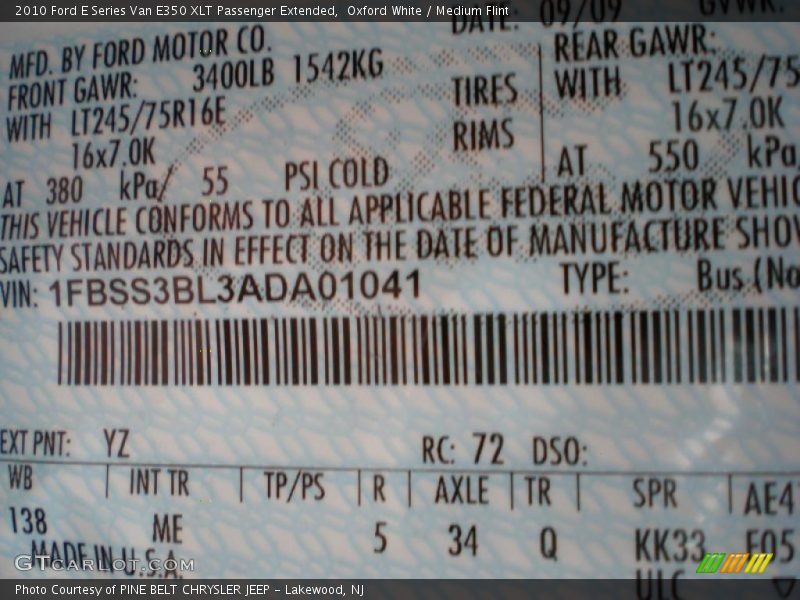 2010 Ford E Series Van E350 XLT Passenger Extended, Oxford White / Medium Flint
DATE: 09/09 GVWR:
MFD. BY FORD MOTOR CO.
FRONT GAWR: 3400LB 1542KG
WITH LT245/75R16E TIRES
16x7.0K RIMS
AT 380 kPa/ 55 PSI COLD
REAR GAWR:
WITH LT245/75
16x7.0K
AT 550 kPa
THIS VEHICLE CONFORMS TO ALL APPLICABLE FEDERAL MOTOR VEHIC
SAFETY STANDARDS IN EFFECT ON THE DATE OF MANUFACTURE SHOW
VIN: 1FBSS3BL3ADA01041 TYPE: Bus (No
EXT PNT: YZ RC: 72 DSO:
WB INT TR TP/PS R AXLE TR SPR AE4
138 ME 5 34 Q KK33 F05
MADE IN U.S.A. ULC
GTcarlot.com
Photo Courtesy of PINE BELT CHRYSLER JEEP - Lakewood, NJ